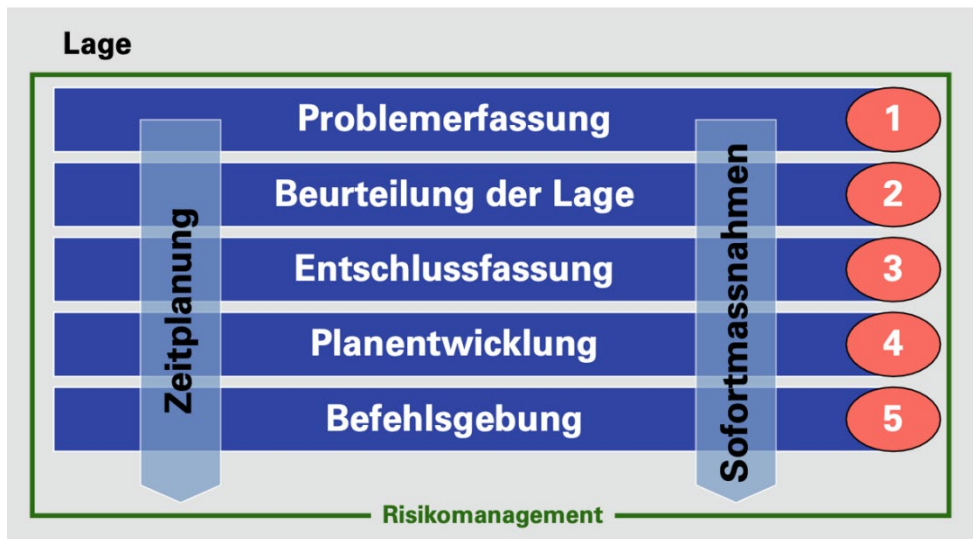 Lage
Problemerfassung 1
Beurteilung der Lage 2
Entschlussfassung 3
Planentwicklung 4
Befehlsgebung 5
Zeitplanung
Sofortmassnahmen
Risikomanagement